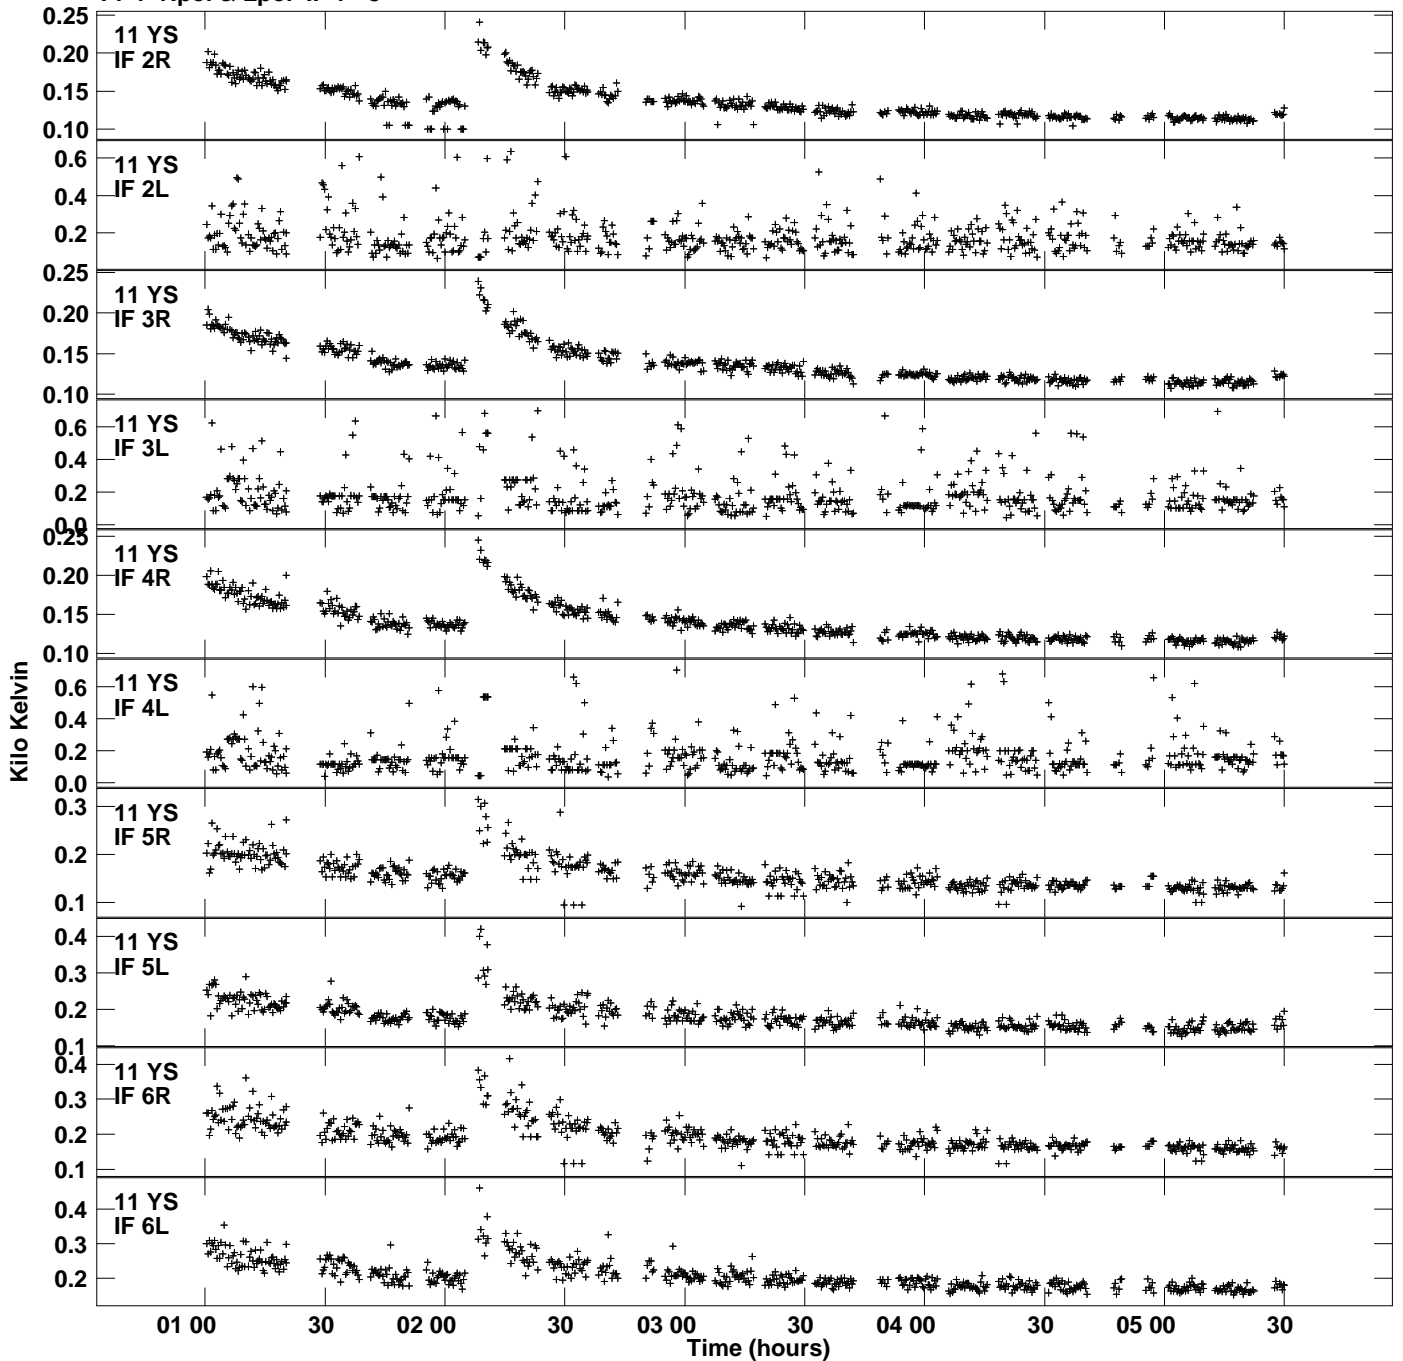 0.25
0.20
0.15
0.10
11 YS
IF 2R
0.6
0.4
0.2
11 YS
IF 2L
0.25
0.20
0.15
0.10
11 YS
IF 3R
0.6
0.4
0.2
0.0
11 YS
IF 3L
0.25
0.20
0.15
0.10
11 YS
IF 4R
0.6
0.4
0.2
0.0
11 YS
IF 4L
0.3
0.2
0.1
11 YS
IF 5R
0.4
0.3
0.2
0.1
11 YS
IF 5L
0.4
0.3
0.2
0.1
11 YS
IF 6R
0.4
0.3
0.2
11 YS
IF 6L
Kilo Kelvin
01 00 30 02 00 30 03 00 30 04 00 30 05 00 30
Time (hours)